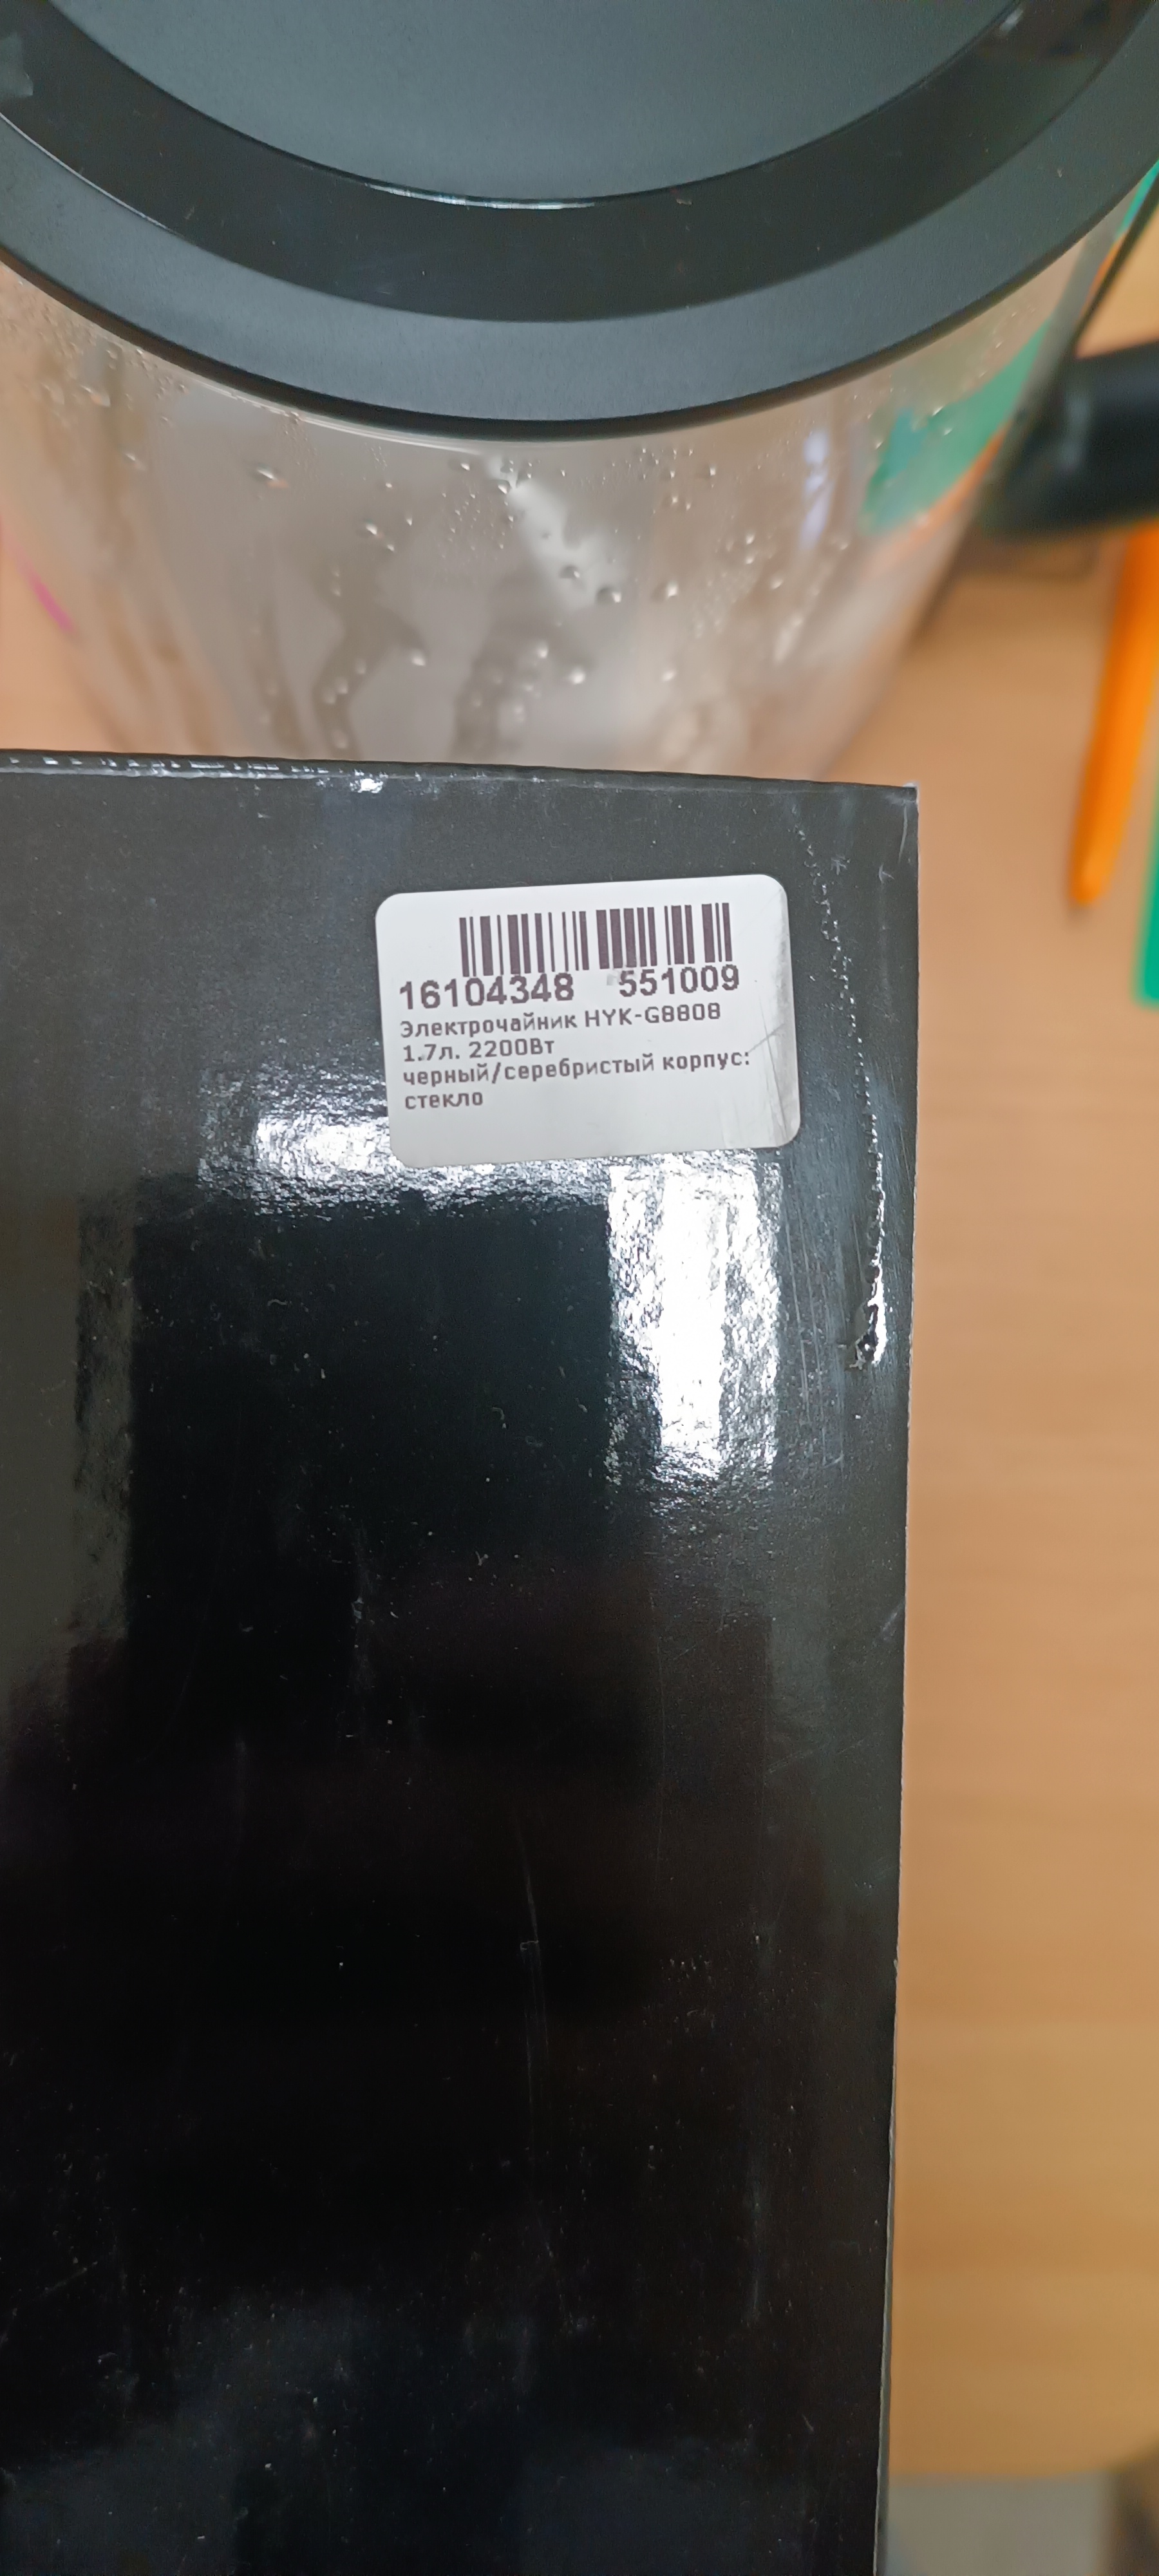 16104348 551009
Электрочайник HYK-G8808
1.7л. 2200Вт
черный/серебристый корпус:
стекло